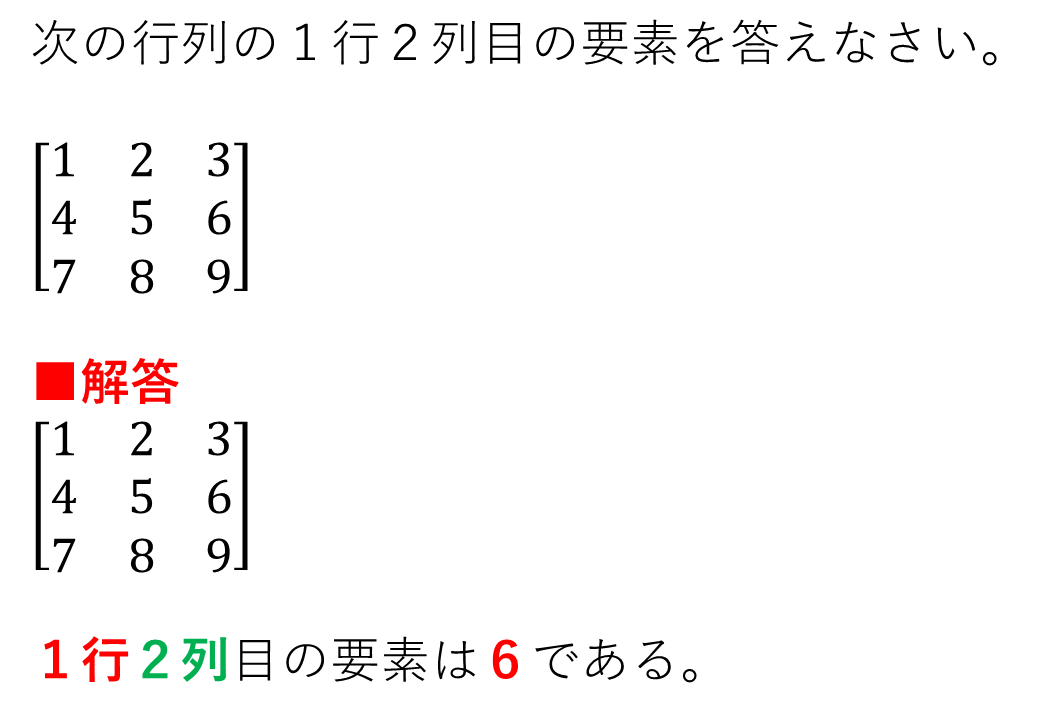 次の行列の１行２列目の要素を答えなさい。
[1 2 3
4 5 6
7 8 9]
■解答
[1 2 3
4 5 6
7 8 9]
１行２列目の要素は6である。